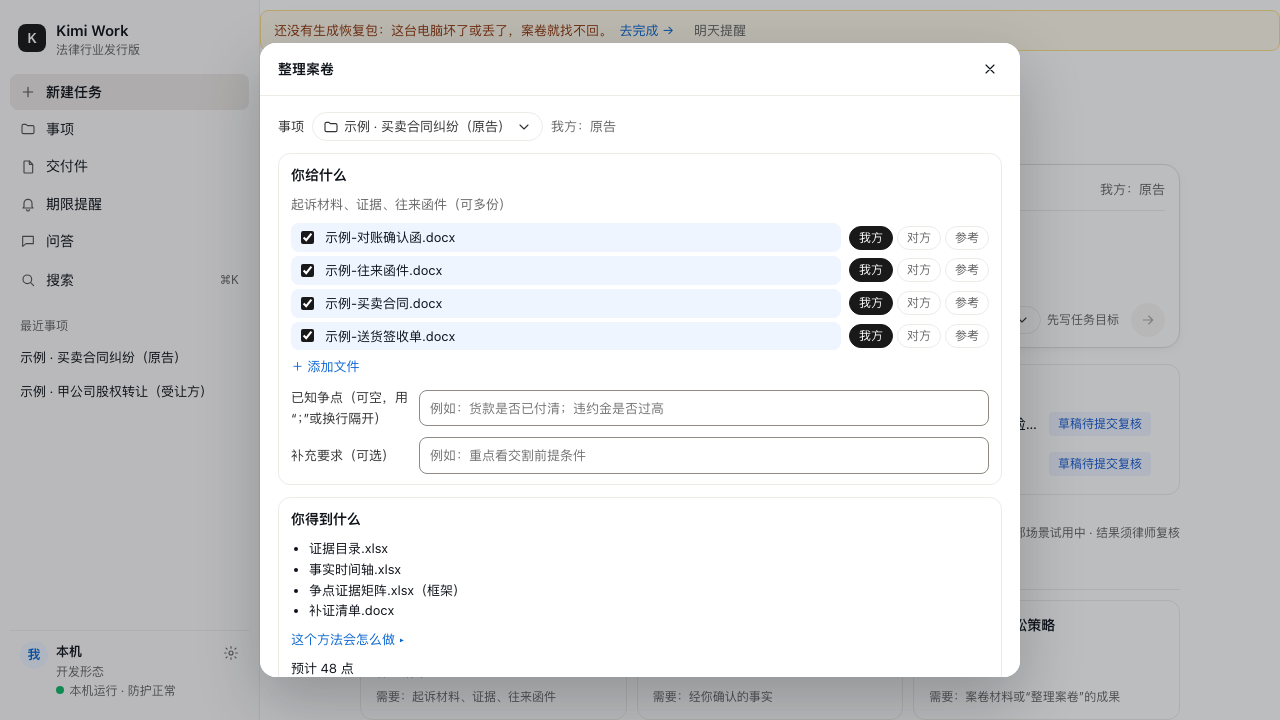 K
Kimi Work
法律行业发行版
新建任务
事项
交付件
期限提醒
问答
搜索 ⌘K
最近事项
示例 · 买卖合同纠纷（原告）
示例 · 甲公司股权转让（受让方）
我
本机
开发形态
本机运行 · 防护正常
还没有生成恢复包：这台电脑坏了或丢了，案卷就找不回。 去完成 → 明天提醒
整理案卷
事项 示例 · 买卖合同纠纷（原告） 我方：原告
你给什么
起诉材料、证据、往来函件（可多份）
示例-对账确认函.docx 我方 对方 参考
示例-往来函件.docx 我方 对方 参考
示例-买卖合同.docx 我方 对方 参考
示例-送货签收单.docx 我方 对方 参考
＋ 添加文件
已知争点（可空，用
“；”或换行隔开） 例如：货款是否已付清；违约金是否过高
补充要求（可选） 例如：重点看交割前提条件
你得到什么
• 证据目录.xlsx
• 事实时间轴.xlsx
• 争点证据矩阵.xlsx（框架）
• 补证清单.docx
这个方法会怎么做 ▸
预计 48 点
我方：原告
先写任务目标
草稿待提交复核
草稿待提交复核
场景试用中 · 结果须律师复核
策略
需要：起诉材料、证据、往来函件
需要：经你确认的事实
需要：案卷材料或“整理案卷”的成果